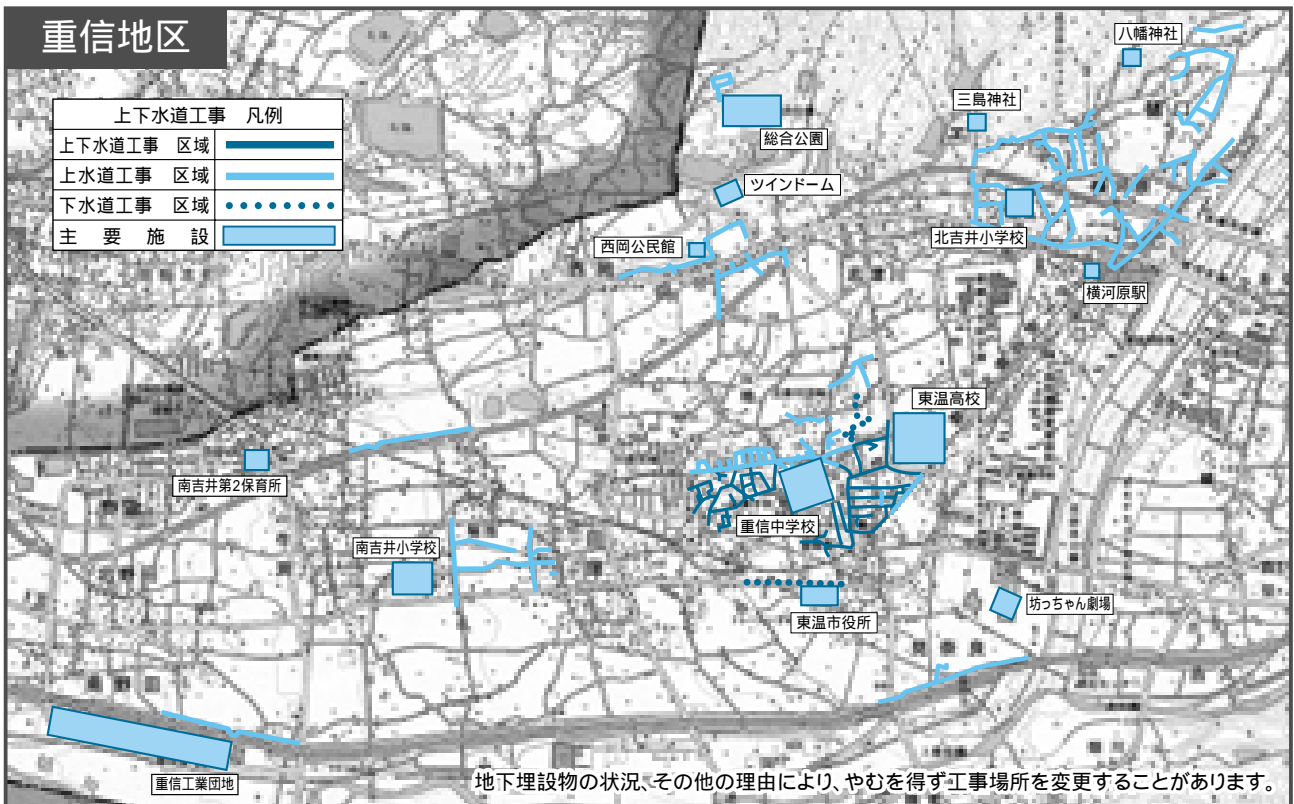 重信地区
上下水道工事　凡例
上下水道工事　区域
上水道工事　区域
下水道工事　区域
主要施設
八幡神社
三島神社
総合公園
ツインドーム
西岡公民館
北吉井小学校
横河原駅
東温高校
南吉井第2保育所
重信中学校
南吉井小学校
坊っちゃん劇場
東温市役所
重信工業団地
地下埋設物の状況、その他の理由により、やむを得ず工事場所を変更することがあります。